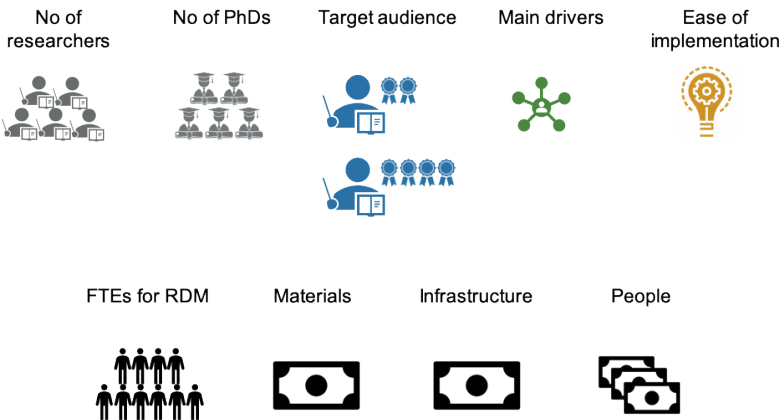 No of
researchers
No of PhDs
Target audience
Main drivers
Ease of
implementation
FTEs for RDM
Materials
Infrastructure
People